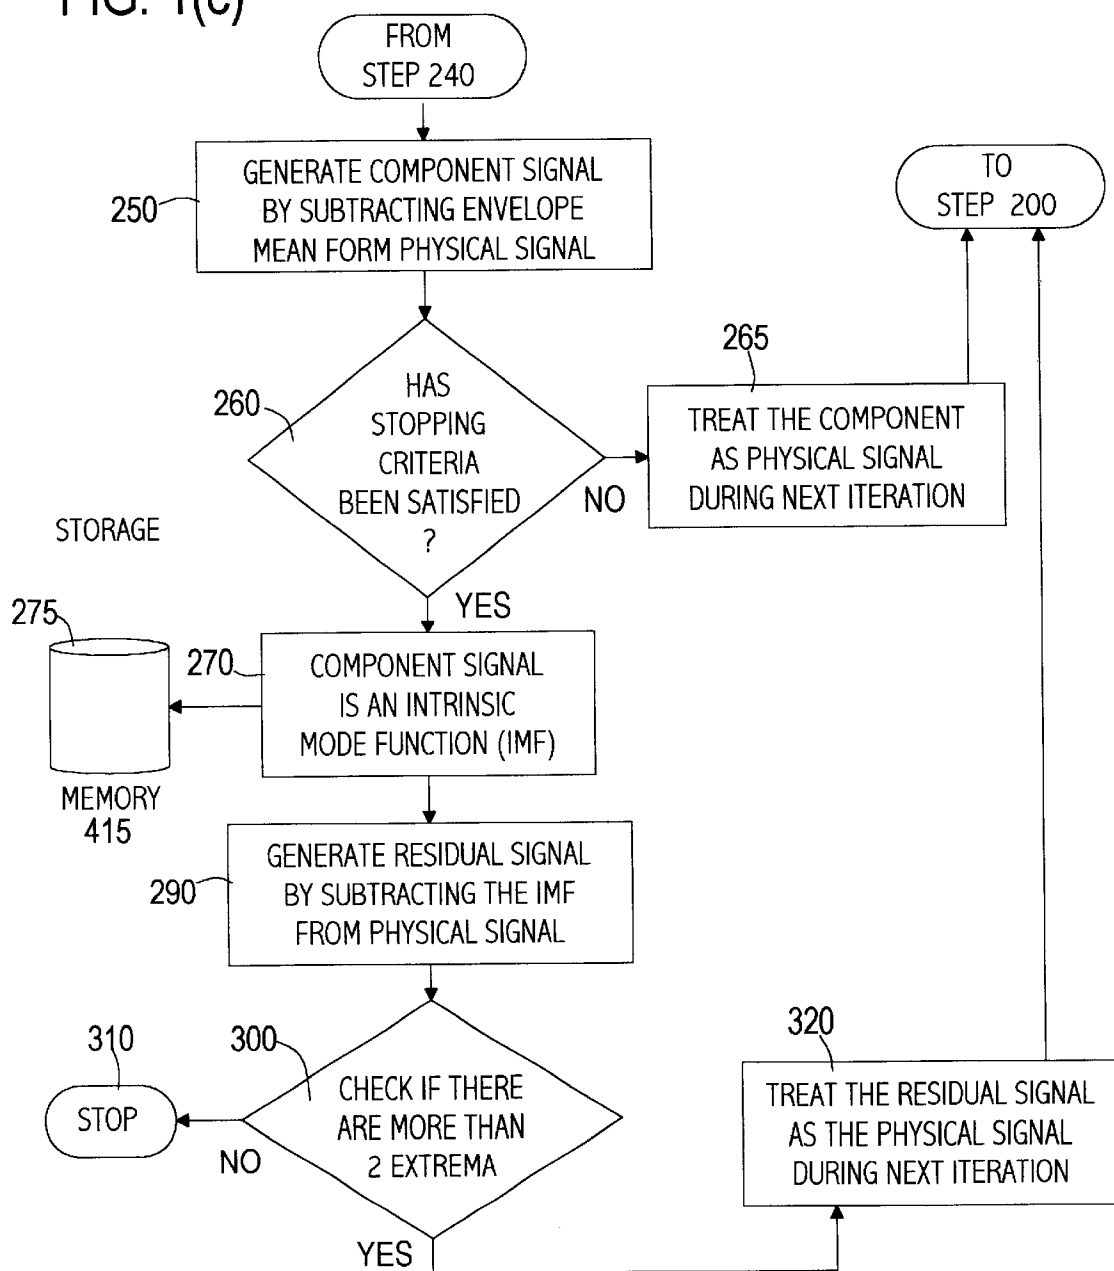 FIG. 1(c)
FROM
STEP 240
GENERATE COMPONENT SIGNAL
BY SUBTRACTING ENVELOPE
MEAN FORM PHYSICAL SIGNAL
250
TO
STEP 200
HAS
STOPPING
CRITERIA
BEEN SATISFIED
?
260
NO
265
TREAT THE COMPONENT
AS PHYSICAL SIGNAL
DURING NEXT ITERATION
STORAGE
YES
275
270
COMPONENT SIGNAL
IS AN INTRINSIC
MODE FUNCTION (IMF)
MEMORY
415
290
GENERATE RESIDUAL SIGNAL
BY SUBTRACTING THE IMF
FROM PHYSICAL SIGNAL
310
STOP
300
CHECK IF THERE
ARE MORE THAN
2 EXTREMA
NO
YES
320
TREAT THE RESIDUAL SIGNAL
AS THE PHYSICAL SIGNAL
DURING NEXT ITERATION